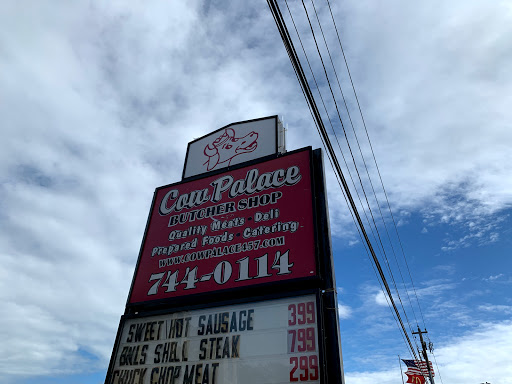 Cow Palace
BUTCHER SHOP
Quality Meats · Deli
Prepared Foods · Catering
WWW.COWPALACE457.COM
744-0114
SWEET HOT SAUSAGE 399
SHELL STEAK 799
CHUCK CHOP MEAT 299